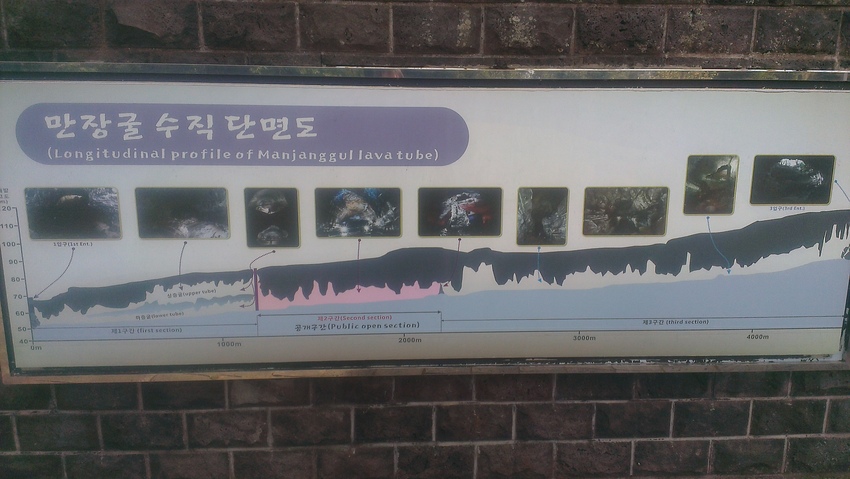 만장굴 수직 단면도
(Longitudinal profile of Manjanggul lava tube)
1입구(1st Ent.)
3입구(3rd Ent.)
120
110
100
90
80
70
60
50
40
상층굴(upper tube)
하층굴(lower tube)
제1구간 (first section)
제2구간(Second section)
공개구간(Public open section)
제3구간 (third section)
0m
1000m
2000m
3000m
4000m